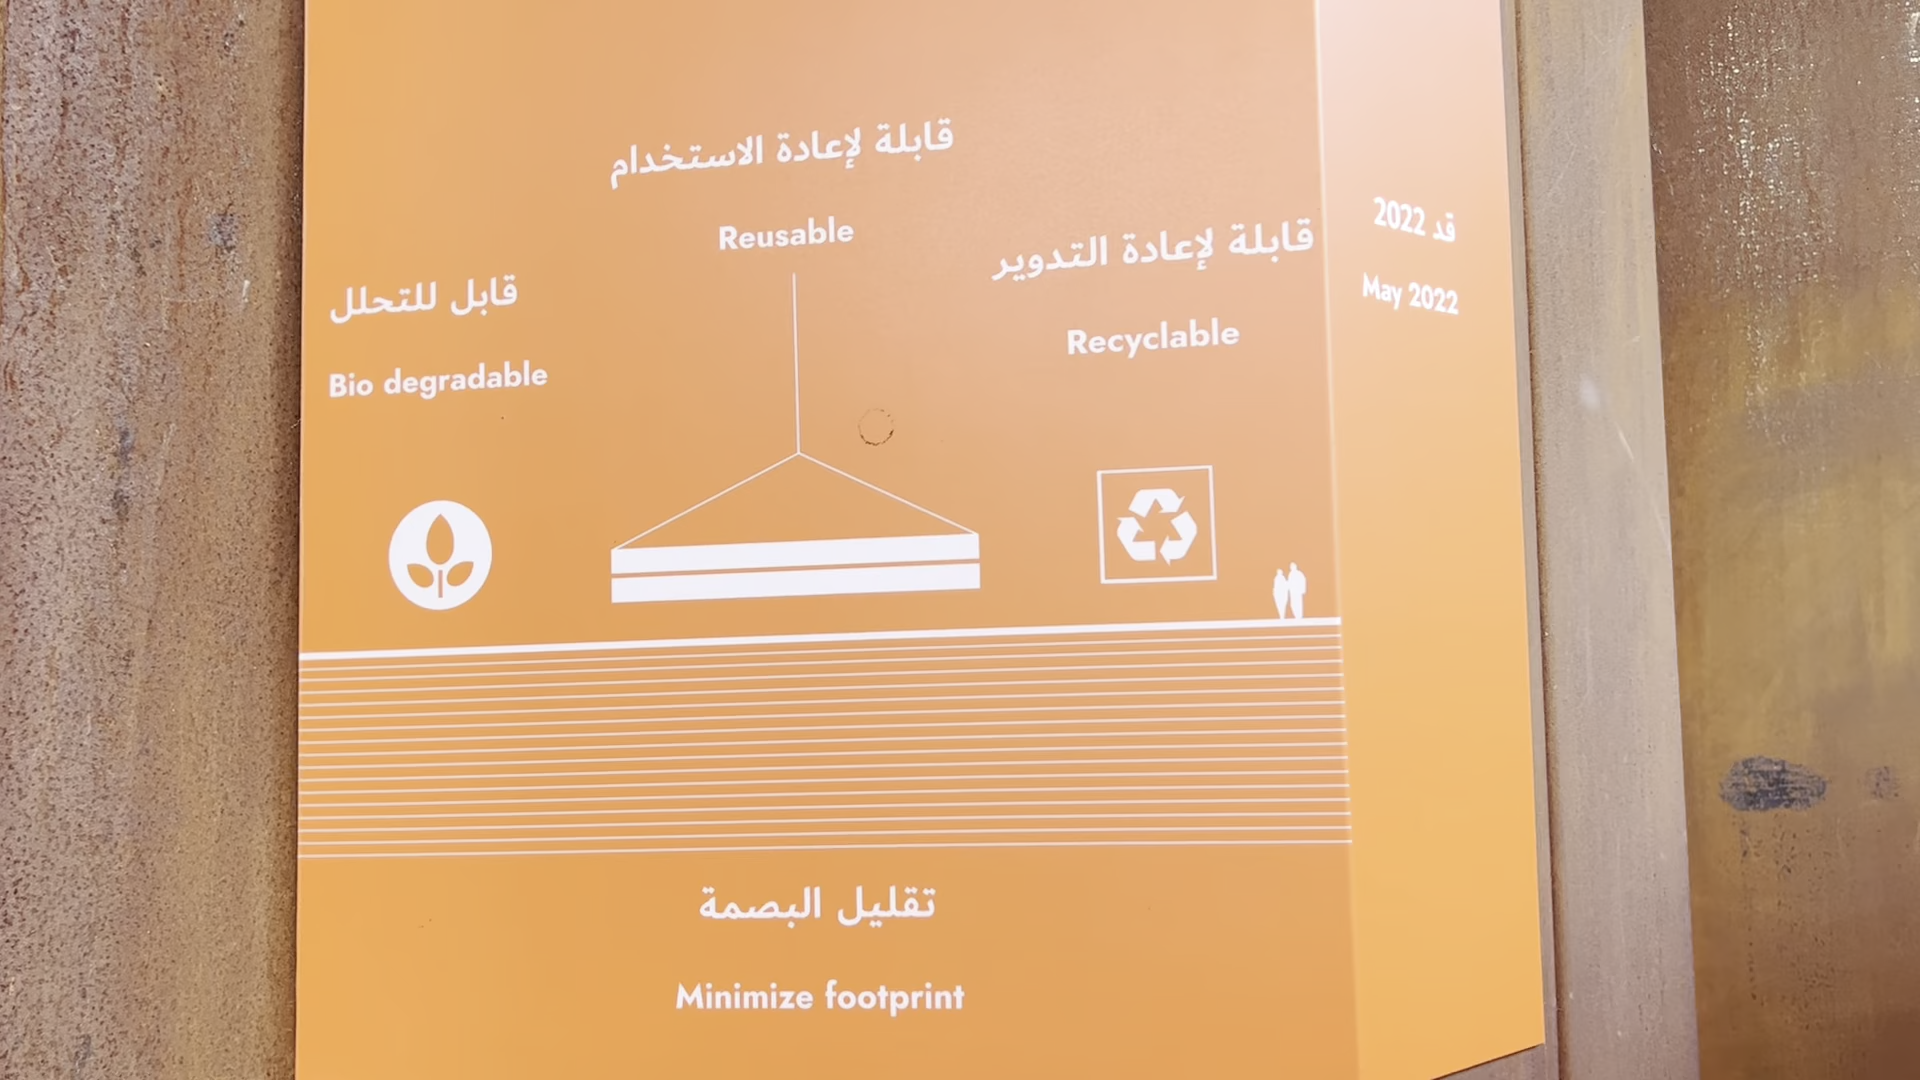 قابلة لإعادة الاستخدام
Reusable
قابلة لإعادة التدوير
Recyclable
قابل للتحلل
Bio degradable
قد 2022
May 2022
تقليل البصمة
Minimize footprint